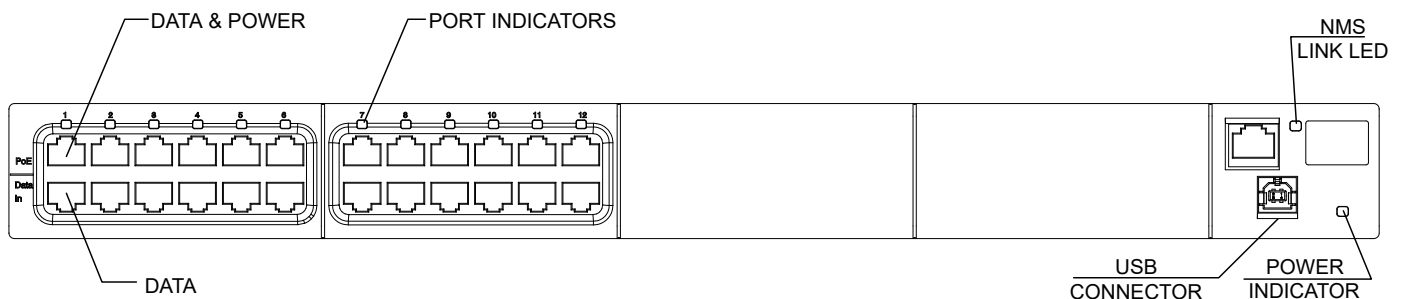 DATA & POWER
PORT INDICATORS
NMS
LINK LED
1 2 3 4 5 6 7 8 9 10 11 12
PoE
Data
In
USB
CONNECTOR
POWER
INDICATOR
DATA